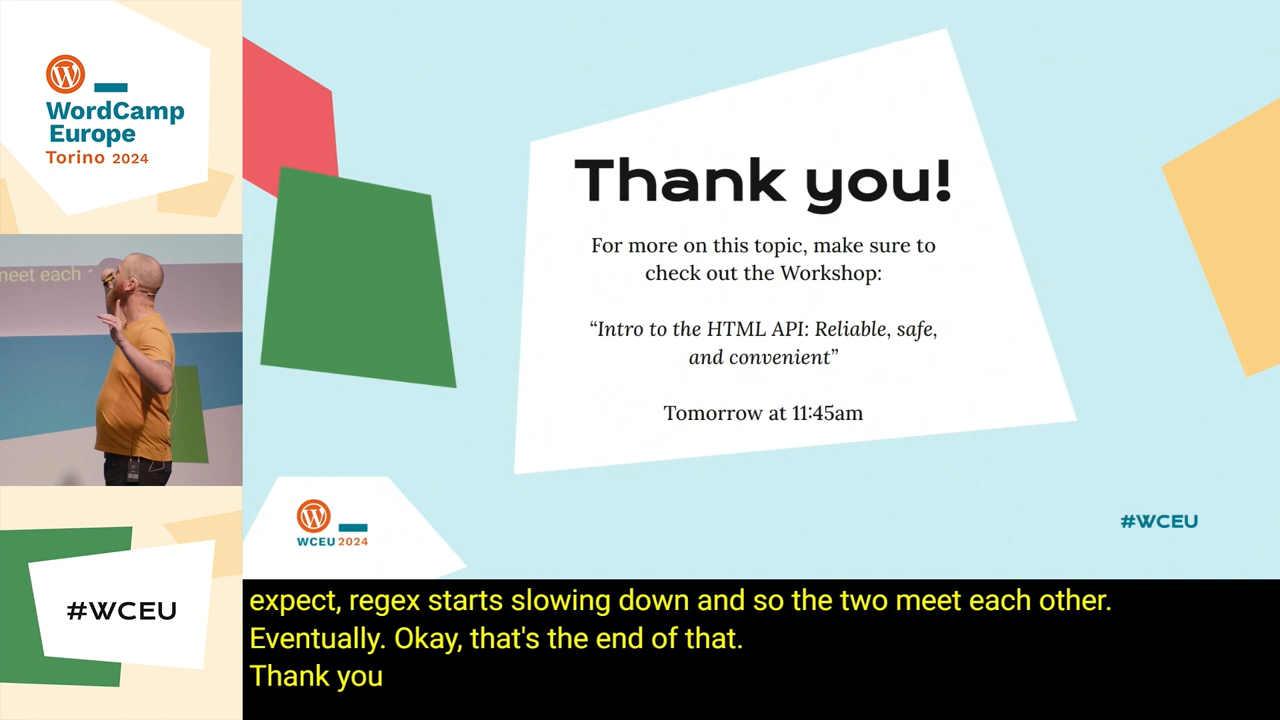 WordCamp
Europe
Torino 2024
meet each
#WCEU
Thank you!
For more on this topic, make sure to
check out the Workshop:
“Intro to the HTML API: Reliable, safe,
and convenient”
Tomorrow at 11:45am
WCEU 2024
#WCEU
expect, regex starts slowing down and so the two meet each other.
Eventually. Okay, that's the end of that.
Thank you